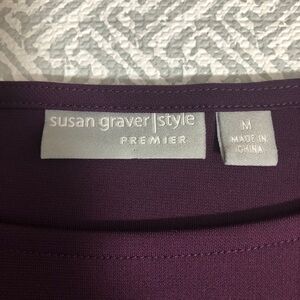 susan graver | style
PREMIER
M
MADE IN
CHINA